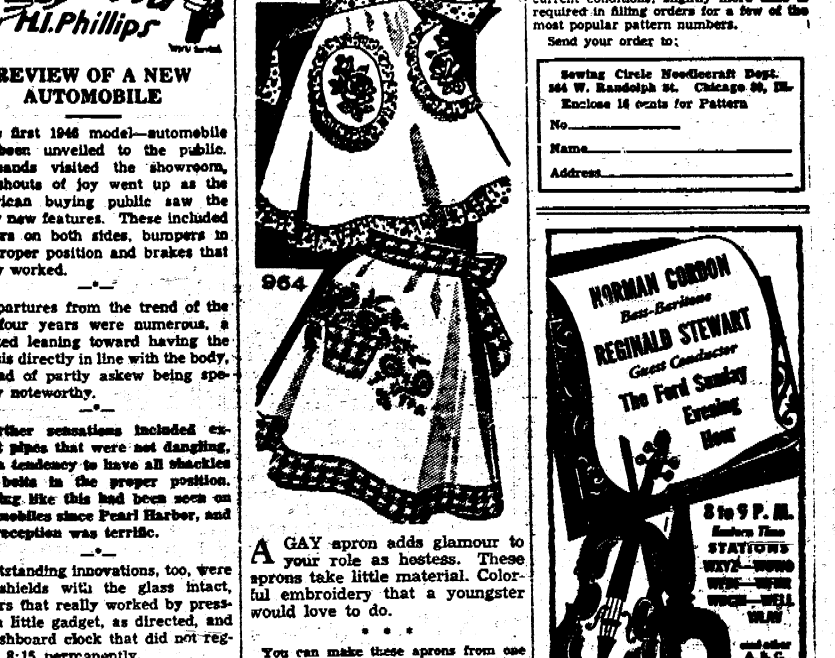 H.I. Phillips
REVIEW OF A NEW
AUTOMOBILE
first 1946 model—automobile
been unveiled to the public.
visited the showroom,
shouts of joy went up as the
buying public saw the
new features. These included
on both sides, bumpers in
proper position and brakes that
worked.
—*—
partures from the trend of the
four years were numerous, a
leaning toward having the
directly in line with the body,
of partly askew being spe-
noteworthy.
—*—
sensations included ex-
pipes that were not dangling,
a tendency to have all shackles
bolts in the proper position.
like this had been seen on
since Pearl Harbor, and
reception was terrific.
—*—
tstanding innovations, too, were
shields with the glass intact,
that really worked by press-
little gadget, as directed, and
shboard clock that did not reg-
8:15 permanently.
964
A GAY apron adds glamour to
your role as hostess. These
aprons take little material. Color-
ful embroidery that a youngster
would love to do.
* * *
You can make these aprons from one
required in filling orders for a few of the
most popular pattern numbers.
Send your order to:
Sewing Circle Needlecraft Dept.
564 W. Randolph St. Chicago 80, Ill.
Enclose 16 cents for Pattern
No.
Name
Address
NORMAN CORDON
Bass-Baritone
REGINALD STEWART
Guest Conductor
The Ford Sunday
Evening
Hour
8 to 9 P. M.
Eastern Time
STATIONS
WXYZ—WOWO
WELL
WLAV
and other